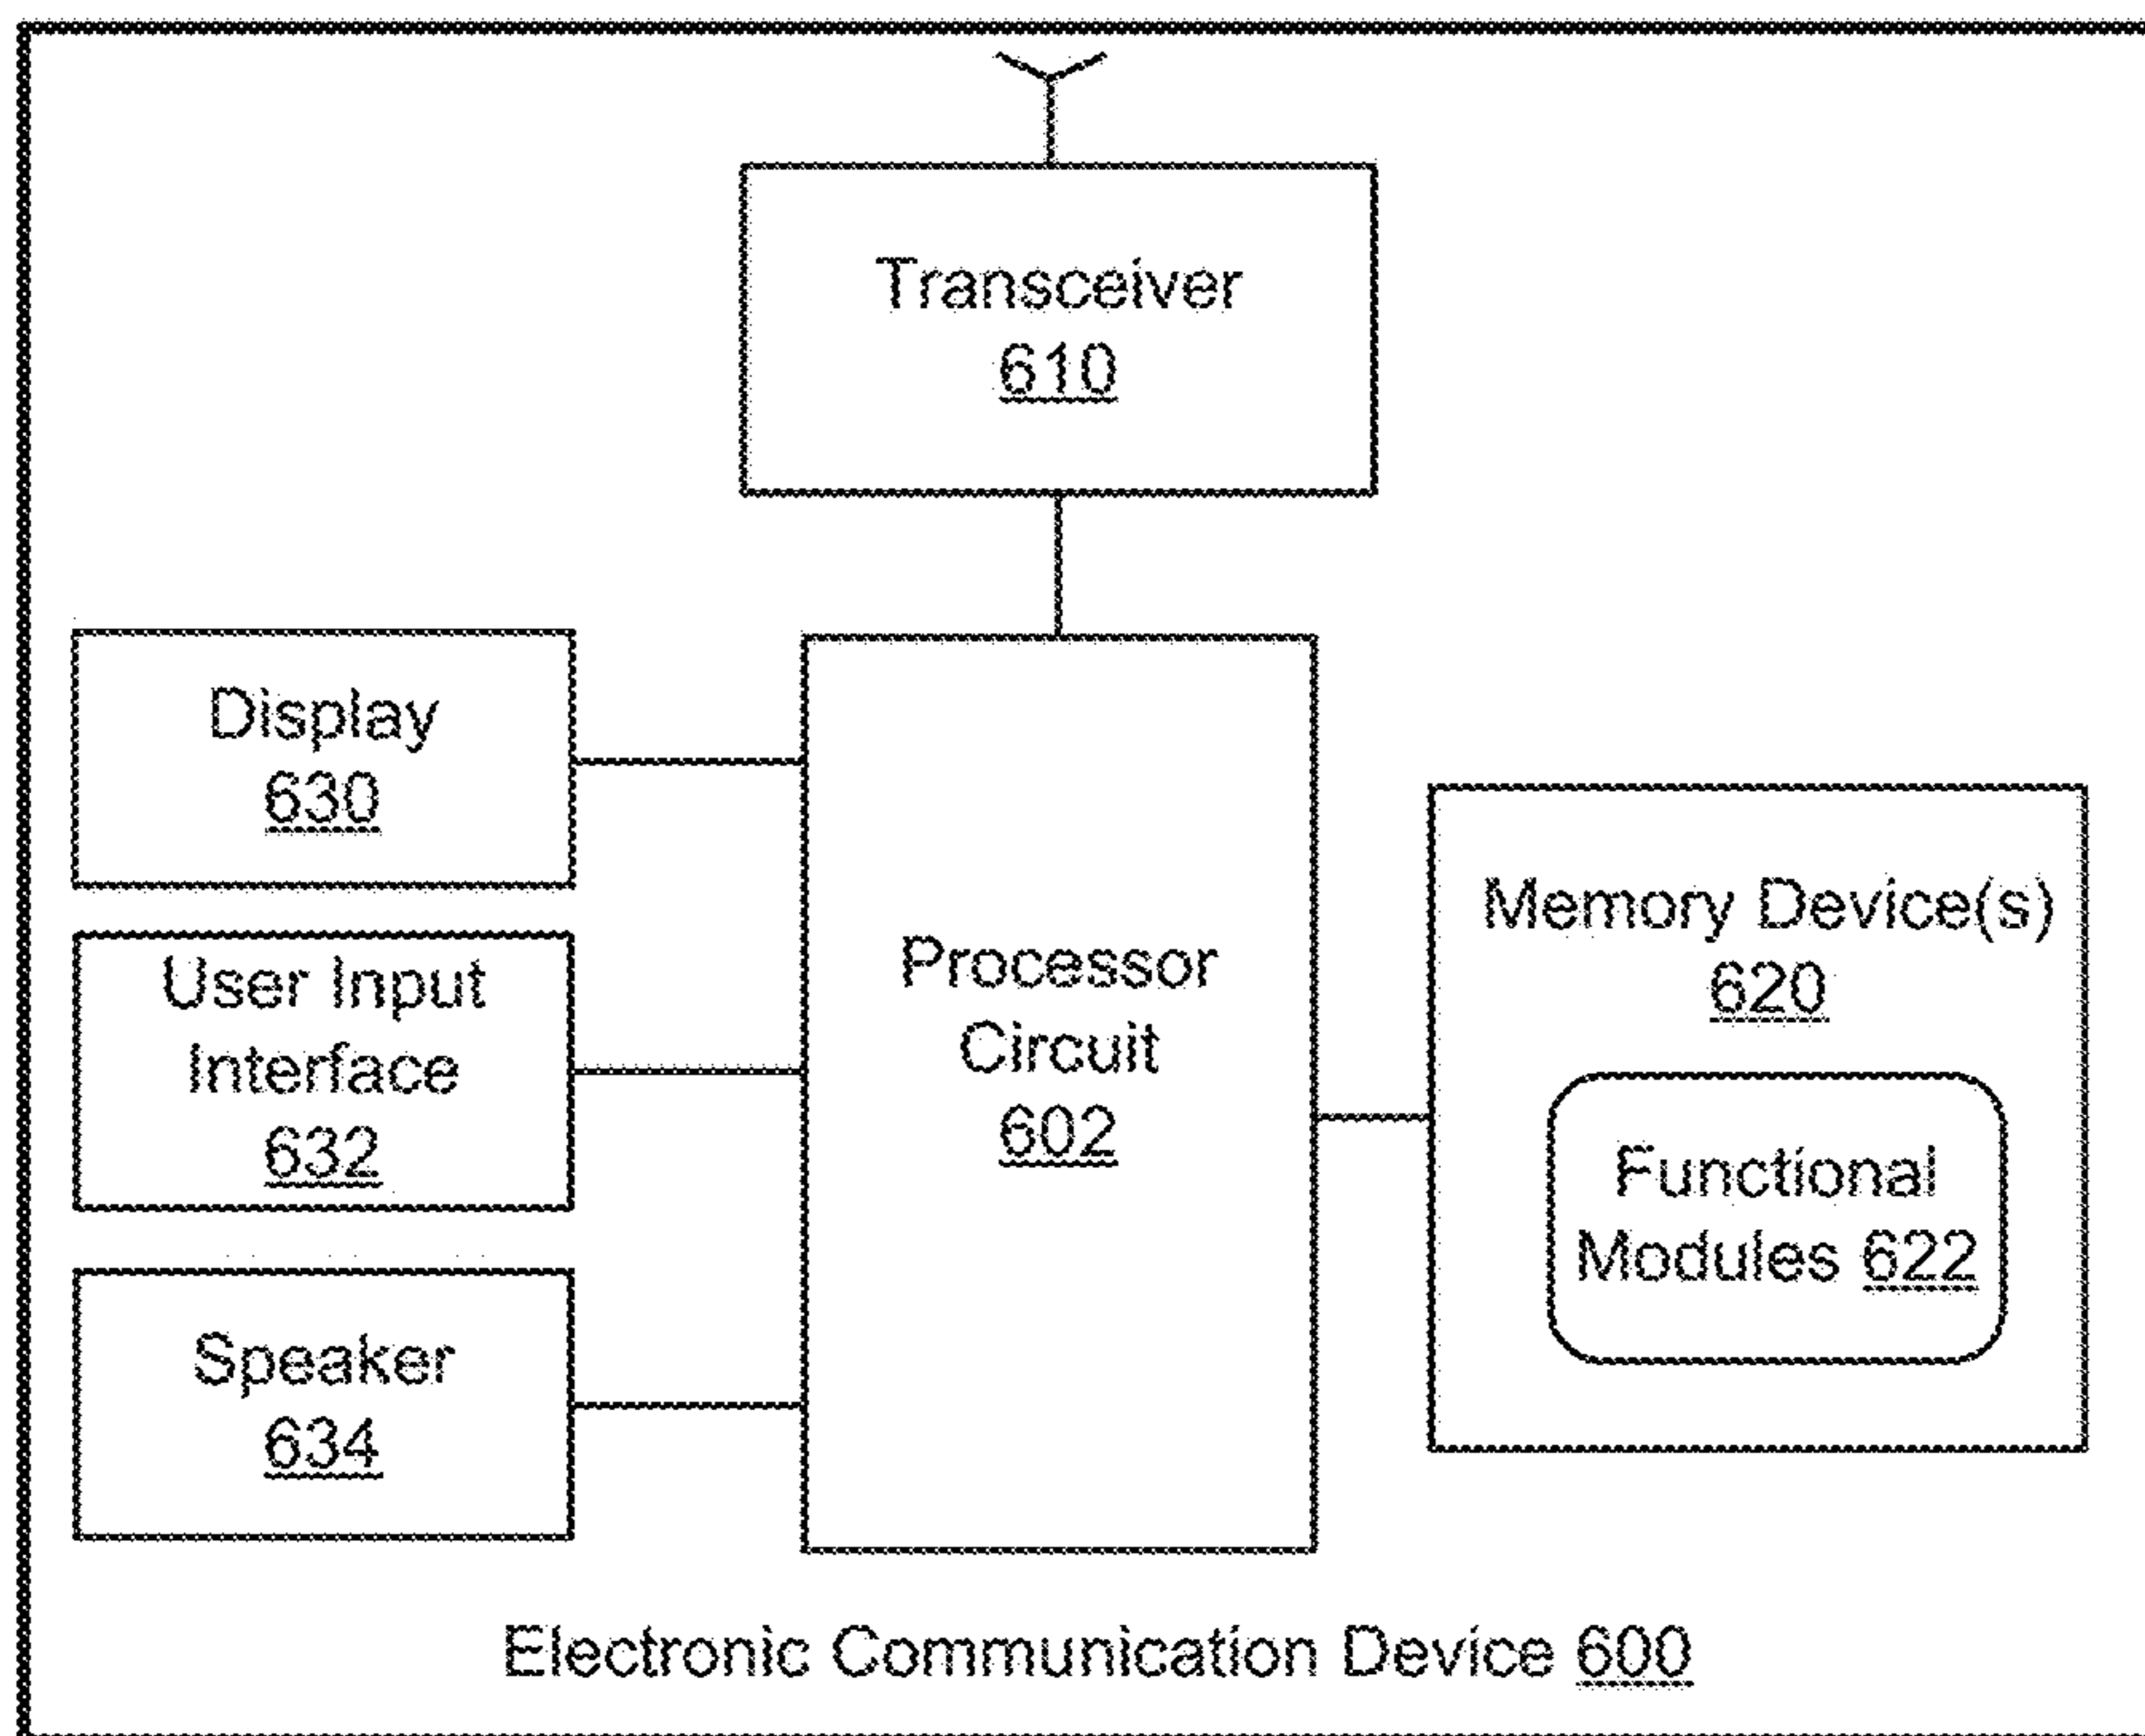 Transceiver
610
Display
630
User Input
Interface
632
Speaker
634
Processor
Circuit
602
Memory Device(s)
620
Functional
Modules 622
Electronic Communication Device 600